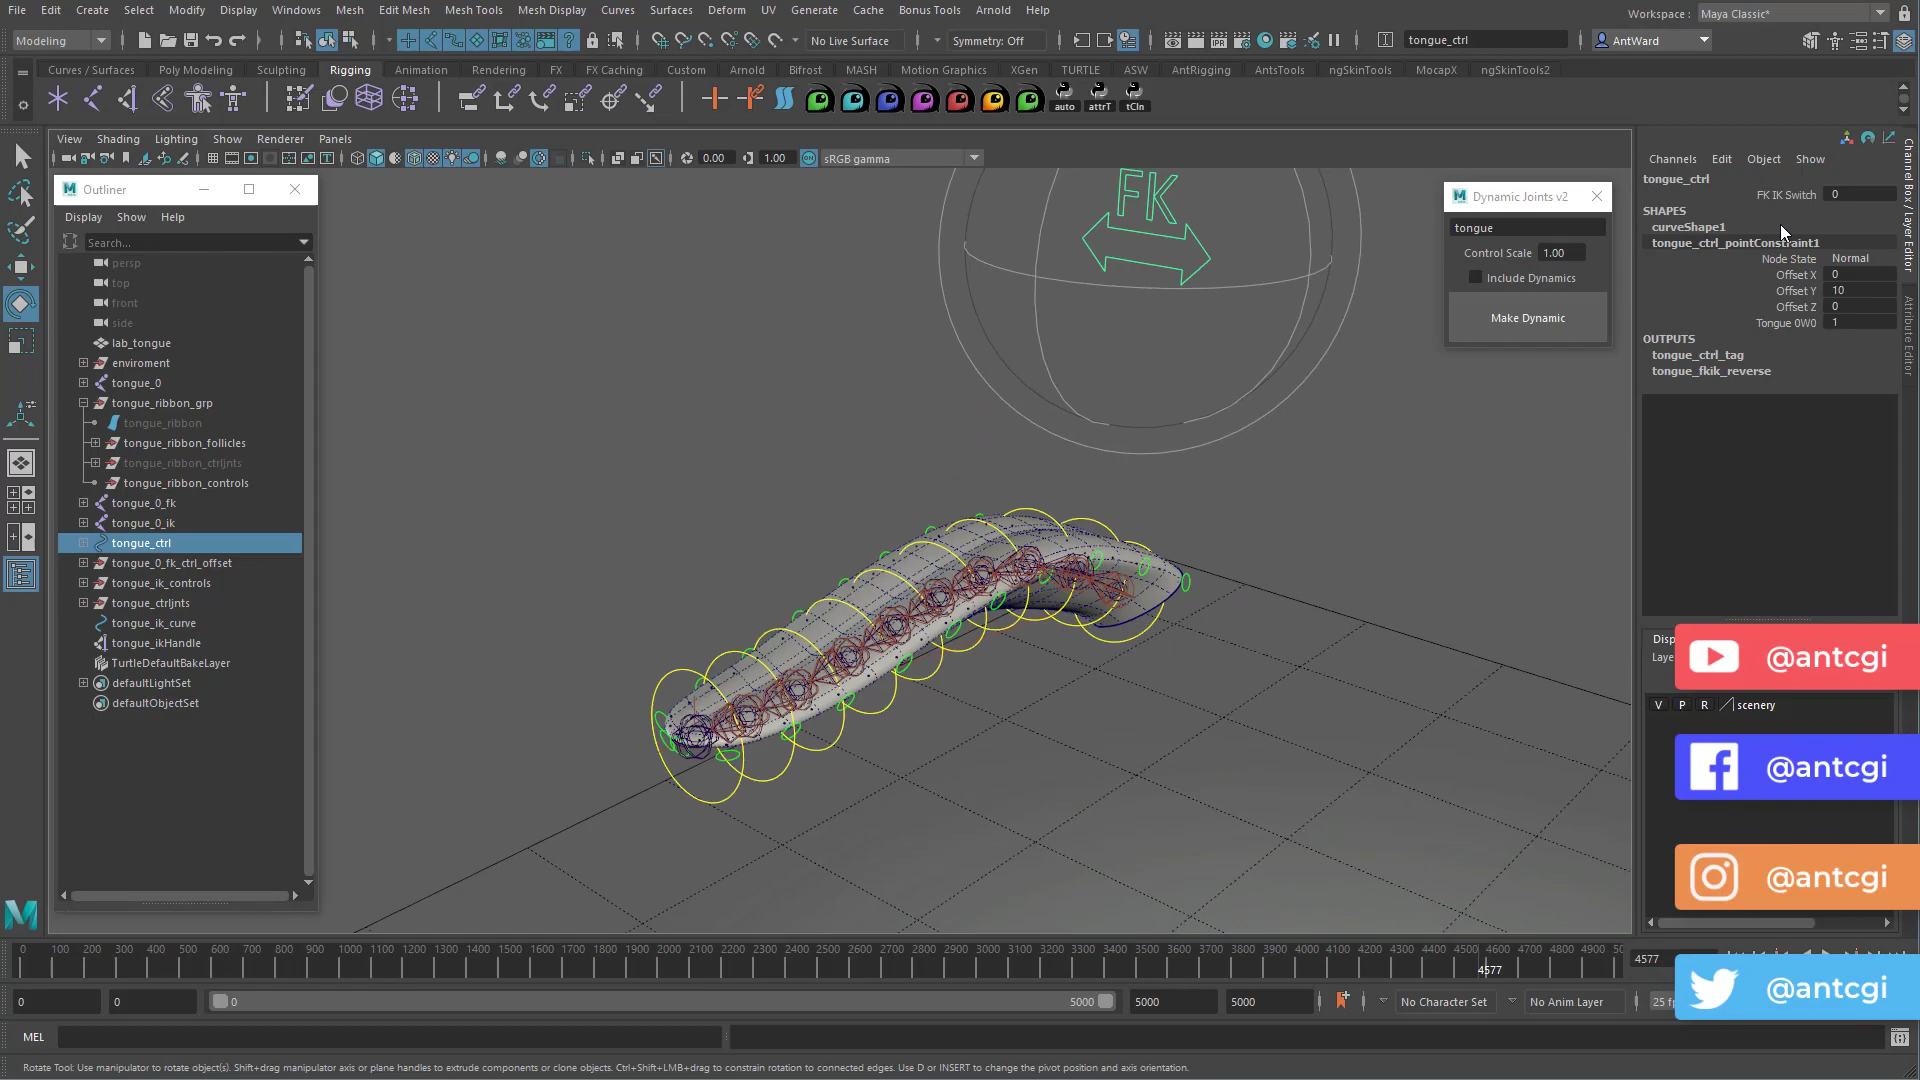 File Edit Create Select Modify Display Windows Mesh Edit Mesh Mesh Tools Mesh Display Curves Surfaces Deform UV Generate Cache Bonus Tools Arnold Help
Workspace : Maya Classic*
Modeling No Live Surface Symmetry: Off tongue_ctrl AntWard
Curves / Surfaces Poly Modeling Sculpting Rigging Animation Rendering FX FX Caching Custom Arnold Bifrost MASH Motion Graphics XGen TURTLE ASW AntRigging AntsTools ngSkinTools MocapX ngSkinTools2
auto attrT tCln
View Shading Lighting Show Renderer Panels
0.00 1.00 sRGB gamma
Outliner
Display Show Help
Search...
persp
top
front
side
lab_tongue
enviroment
tongue_0
tongue_ribbon_grp
tongue_ribbon
tongue_ribbon_follicles
tongue_ribbon_ctrljnts
tongue_ribbon_controls
tongue_0_fk
tongue_0_ik
tongue_ctrl
tongue_0_fk_ctrl_offset
tongue_ik_controls
tongue_ctrljnts
tongue_ik_curve
tongue_ikHandle
TurtleDefaultBakeLayer
defaultLightSet
defaultObjectSet
FK
Dynamic Joints v2
tongue
Control Scale 1.00
Include Dynamics
Make Dynamic
Channels Edit Object Show
tongue_ctrl
FK IK Switch 0
SHAPES
curveShape1
tongue_ctrl_pointConstraint1
Node State Normal
Offset X 0
Offset Y 10
Offset Z 0
Tongue 0W0 1
OUTPUTS
tongue_ctrl_tag
tongue_fkik_reverse
Channel Box / Layer Editor
Attribute Editor
V P R scenery
@antcgi
@antcgi
@antcgi
@antcgi
0 100 200 300 400 500 600 700 800 900 1000 1100 1200 1300 1400 1500 1600 1700 1800 1900 2000 2100 2200 2300 2400 2500 2600 2700 2800 2900 3000 3100 3200 3300 3400 3500 3600 3700 3800 3900 4000 4100 4200 4300 4400 4500 4600 4700 4800 4900
4577
4577
0 0 0 5000 5000 5000 No Character Set No Anim Layer
MEL
Rotate Tool: Use manipulator to rotate object(s). Shift+drag manipulator axis or plane handles to extrude components or clone objects. Ctrl+Shift+LMB+drag to constrain rotation to connected edges. Use D or INSERT to change the pivot position and axis orientation.